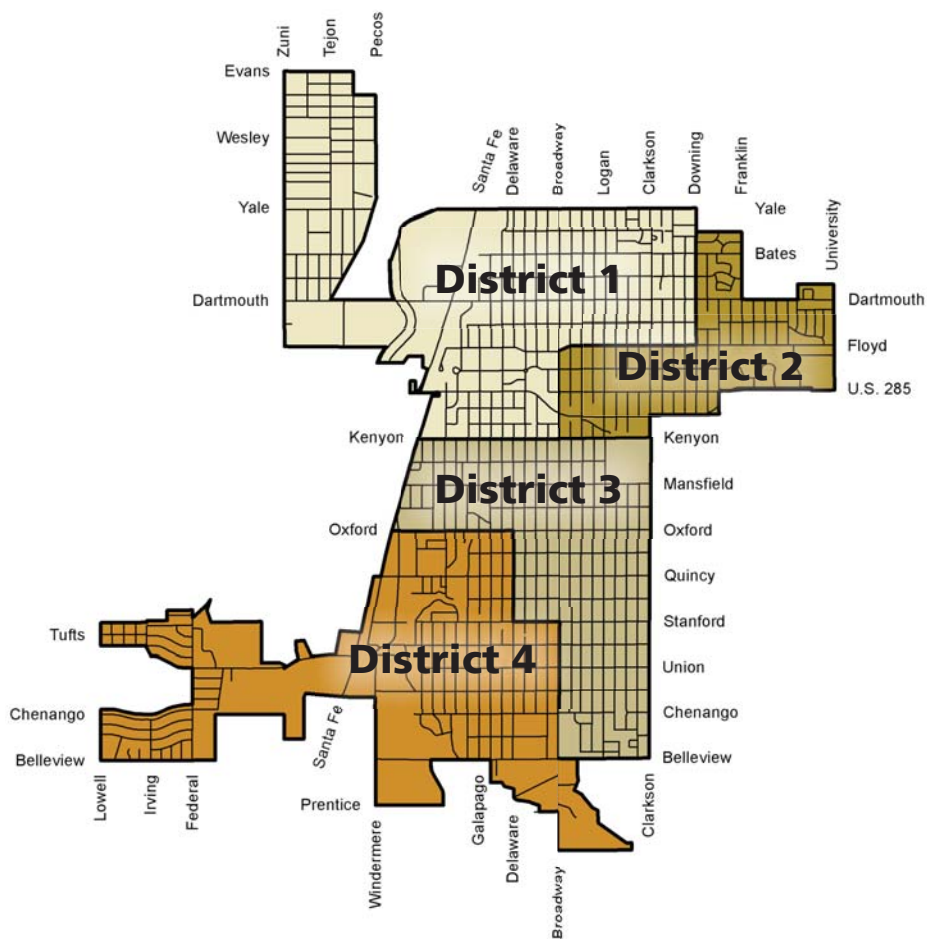 Zuni
Tejon
Pecos
Evans
Wesley
Yale
Dartmouth
Santa Fe
Delaware
Broadway
Logan
Clarkson
Downing
Franklin
University
Yale
Bates
Dartmouth
Floyd
U.S. 285
District 1
District 2
Kenyon
Kenyon
District 3
Mansfield
Oxford
Oxford
Quincy
Stanford
Union
Chenango
Belleview
District 4
Tufts
Chenango
Belleview
Lowell
Irving
Federal
Santa Fe
Prentice
Windermere
Galapago
Delaware
Broadway
Clarkson